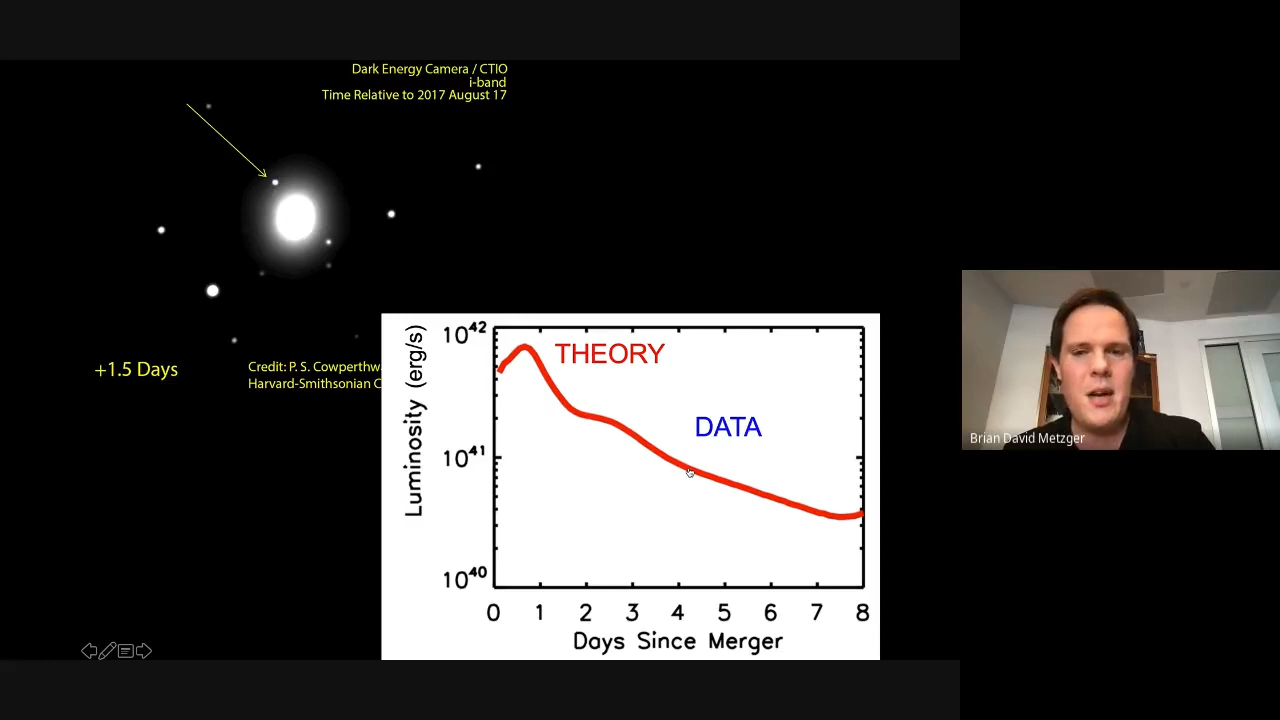 Dark Energy Camera / CTIO
i-band
Time Relative to 2017 August 17
+1.5 Days
Credit: P. S. Cowperthw
Harvard-Smithsonian C
Luminosity (erg/s)
10^42
10^41
10^40
THEORY
DATA
0 1 2 3 4 5 6 7 8
Days Since Merger
Brian David Metzger